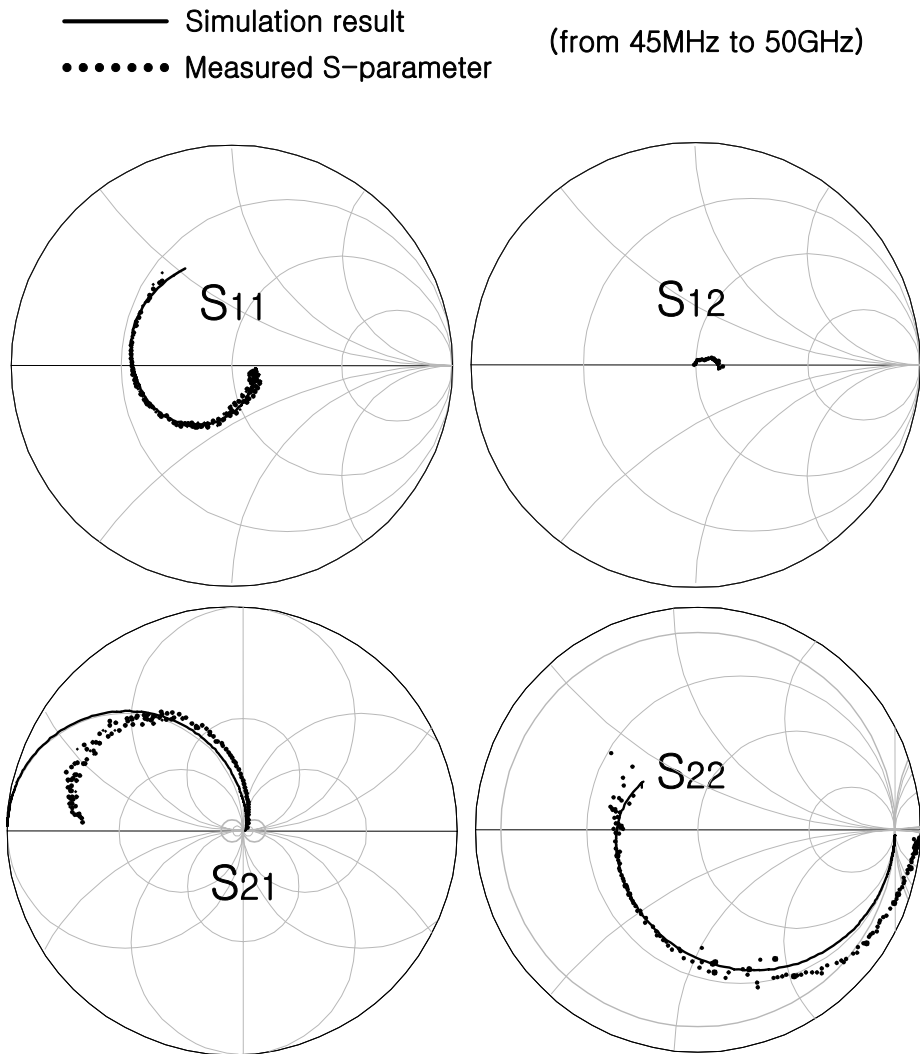 Simulation result
(from 45MHz to 50GHz)
Measured S-parameter
S11
S12
S21
S22